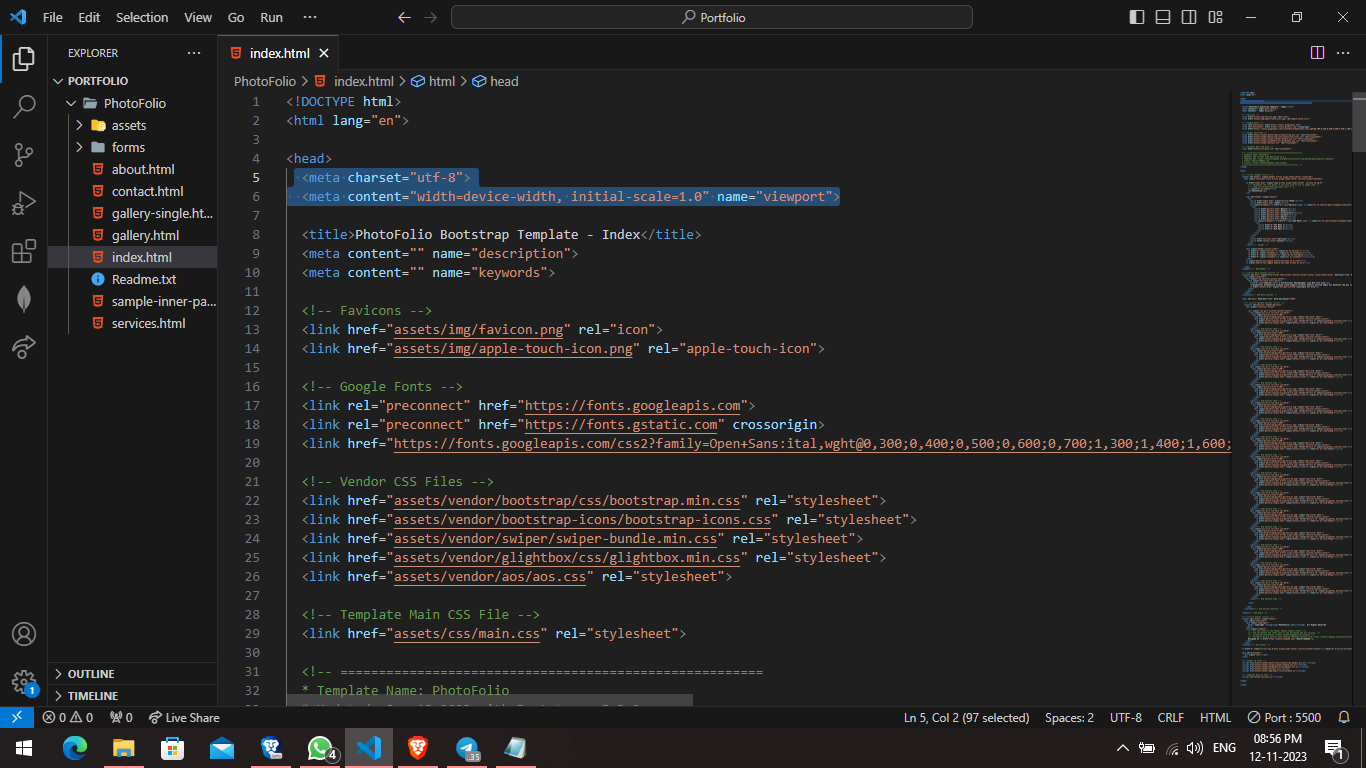 File Edit Selection View Go Run ···
Portfolio
EXPLORER
PORTFOLIO
PhotoFolio
assets
forms
about.html
contact.html
gallery-single.ht...
gallery.html
index.html
Readme.txt
sample-inner-pa...
services.html
OUTLINE
TIMELINE
index.html
PhotoFolio > index.html > html > head
1 <!DOCTYPE html>
2 <html lang="en">
3
4 <head>
5 <meta charset="utf-8">
6 <meta content="width=device-width, initial-scale=1.0" name="viewport">
7
8 <title>PhotoFolio Bootstrap Template - Index</title>
9 <meta content="" name="description">
10 <meta content="" name="keywords">
11
12 <!-- Favicons -->
13 <link href="assets/img/favicon.png" rel="icon">
14 <link href="assets/img/apple-touch-icon.png" rel="apple-touch-icon">
15
16 <!-- Google Fonts -->
17 <link rel="preconnect" href="https://fonts.googleapis.com">
18 <link rel="preconnect" href="https://fonts.gstatic.com" crossorigin>
19 <link href="https://fonts.googleapis.com/css2?family=Open+Sans:ital,wght@0,300;0,400;0,500;0,600;0,700;1,300;1,400;1,600;
20
21 <!-- Vendor CSS Files -->
22 <link href="assets/vendor/bootstrap/css/bootstrap.min.css" rel="stylesheet">
23 <link href="assets/vendor/bootstrap-icons/bootstrap-icons.css" rel="stylesheet">
24 <link href="assets/vendor/swiper/swiper-bundle.min.css" rel="stylesheet">
25 <link href="assets/vendor/glightbox/css/glightbox.min.css" rel="stylesheet">
26 <link href="assets/vendor/aos/aos.css" rel="stylesheet">
27
28 <!-- Template Main CSS File -->
29 <link href="assets/css/main.css" rel="stylesheet">
30
31 <!-- =======================================================
32 * Template Name: PhotoFolio
1
0 0 0 Live Share
Ln 5, Col 2 (97 selected) Spaces: 2 UTF-8 CRLF HTML Port : 5500
4
35
ENG
08:56 PM
12-11-2023
1